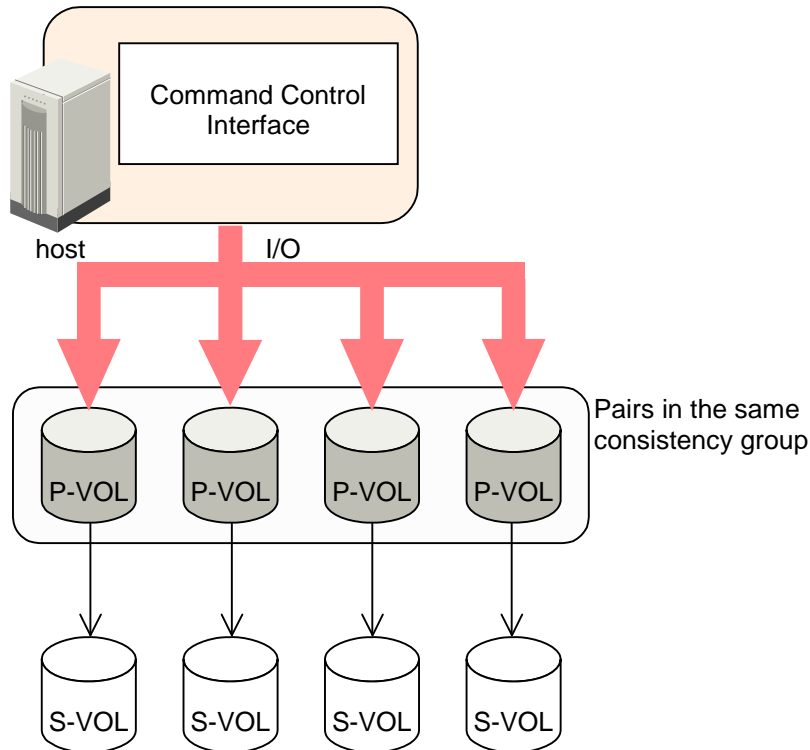 Command Control
Interface
host
I/O
Pairs in the same
consistency group
P-VOL P-VOL P-VOL P-VOL
S-VOL S-VOL S-VOL S-VOL